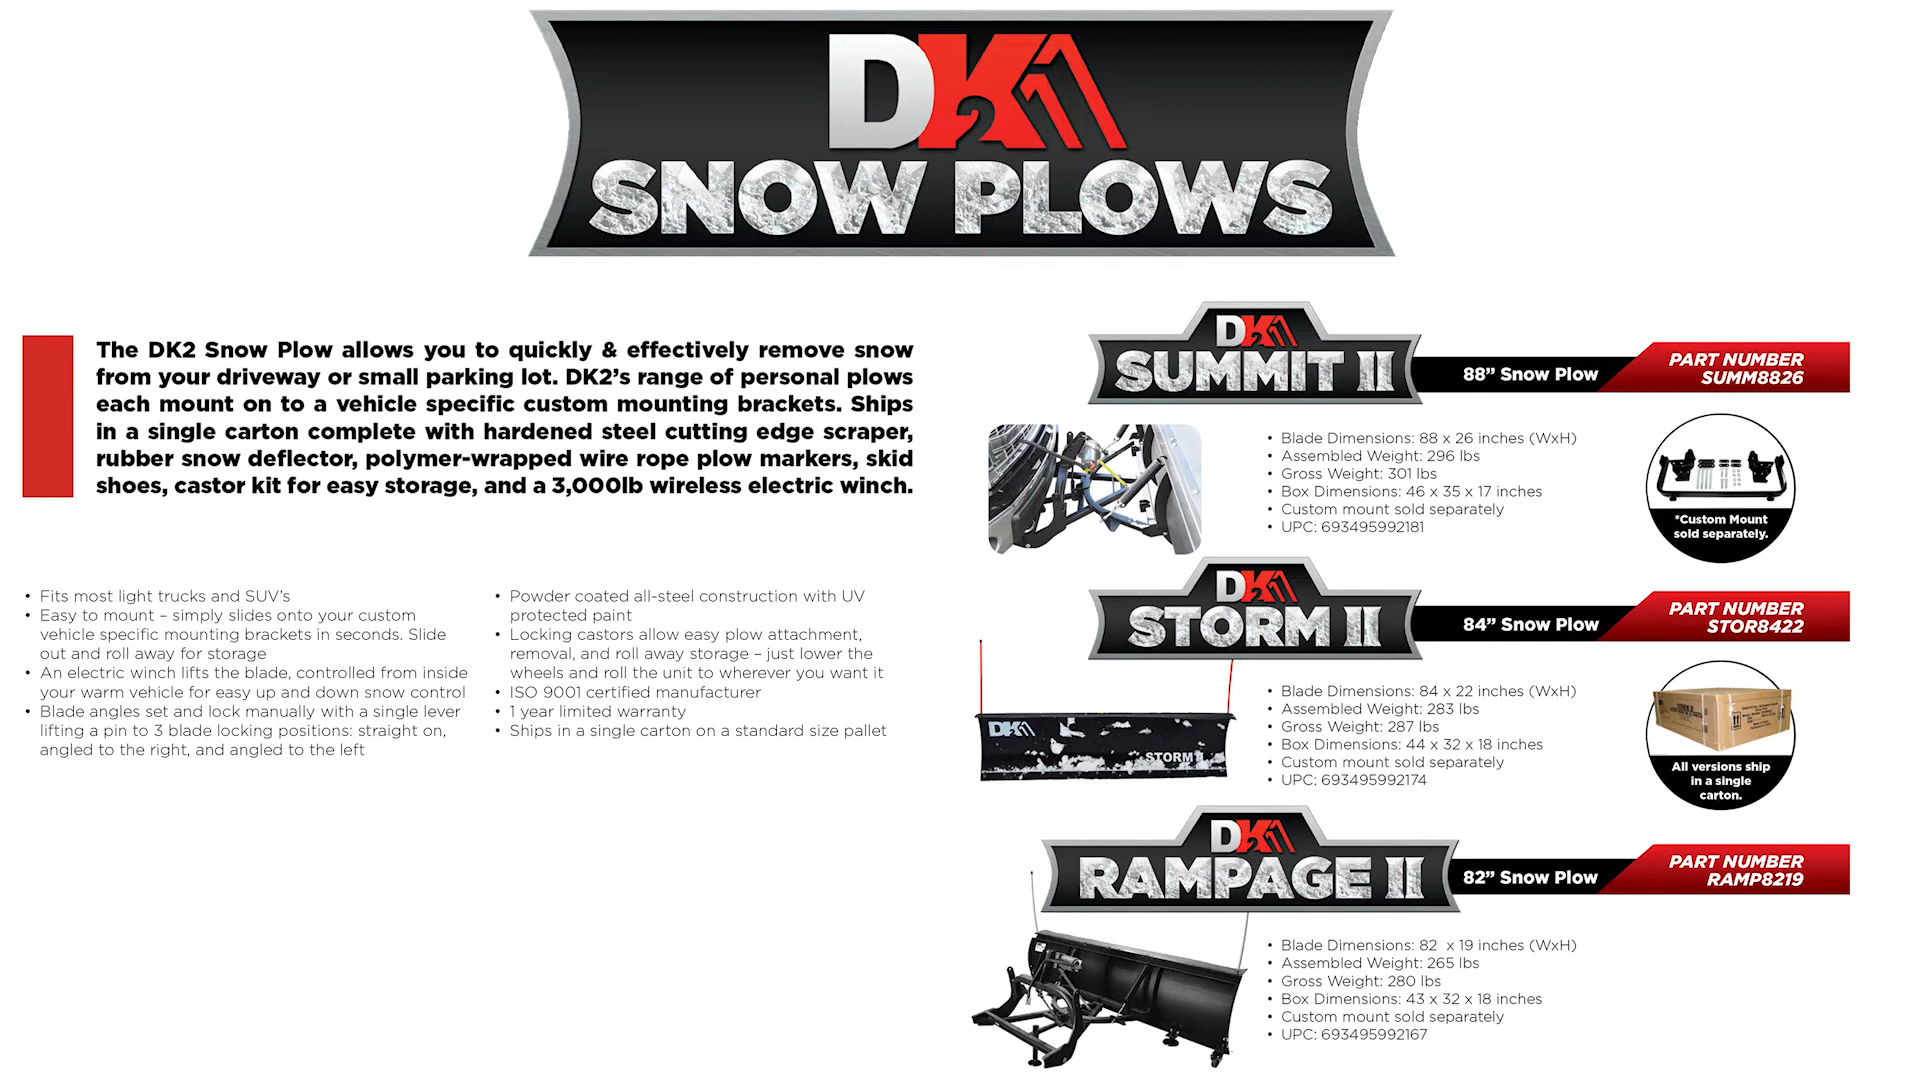 DK2
SNOW PLOWS
The DK2 Snow Plow allows you to quickly & effectively remove snow
from your driveway or small parking lot. DK2’s range of personal plows
each mount on to a vehicle specific custom mounting brackets. Ships
in a single carton complete with hardened steel cutting edge scraper,
rubber snow deflector, polymer-wrapped wire rope plow markers, skid
shoes, castor kit for easy storage, and a 3,000lb wireless electric winch.
• Fits most light trucks and SUV’s
• Easy to mount – simply slides onto your custom
vehicle specific mounting brackets in seconds. Slide
out and roll away for storage
• An electric winch lifts the blade, controlled from inside
your warm vehicle for easy up and down snow control
• Blade angles set and lock manually with a single lever
lifting a pin to 3 blade locking positions: straight on,
angled to the right, and angled to the left
• Powder coated all-steel construction with UV
protected paint
• Locking castors allow easy plow attachment,
removal, and roll away storage – just lower the
wheels and roll the unit to wherever you want it
• ISO 9001 certified manufacturer
• 1 year limited warranty
• Ships in a single carton on a standard size pallet
DK2
SUMMIT II
88” Snow Plow
PART NUMBER
SUMM8826
• Blade Dimensions: 88 x 26 inches (WxH)
• Assembled Weight: 296 lbs
• Gross Weight: 301 lbs
• Box Dimensions: 46 x 35 x 17 inches
• Custom mount sold separately
• UPC: 693495992181
*Custom Mount
sold separately.
DK2
STORM II
84” Snow Plow
PART NUMBER
STOR8422
DK2
STORM II
• Blade Dimensions: 84 x 22 inches (WxH)
• Assembled Weight: 283 lbs
• Gross Weight: 287 lbs
• Box Dimensions: 44 x 32 x 18 inches
• Custom mount sold separately
• UPC: 693495992174
All versions ship
in a single
carton.
DK2
RAMPAGE II
82” Snow Plow
PART NUMBER
RAMP8219
• Blade Dimensions: 82 x 19 inches (WxH)
• Assembled Weight: 265 lbs
• Gross Weight: 280 lbs
• Box Dimensions: 43 x 32 x 18 inches
• Custom mount sold separately
• UPC: 693495992167